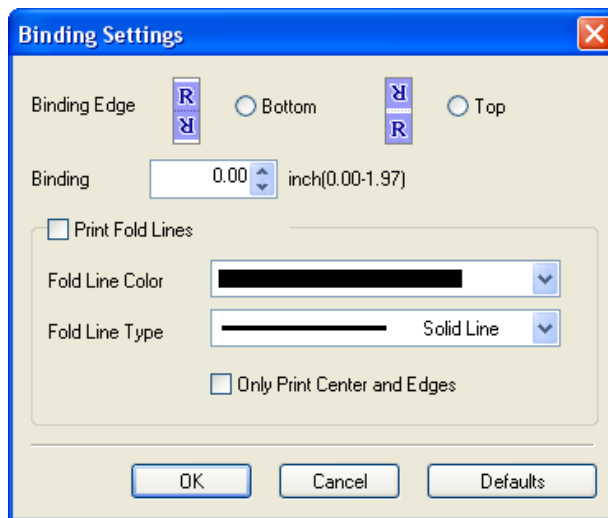 Binding Settings
Binding Edge R R Bottom R R Top
Binding 0.00 inch(0.00-1.97)
Print Fold Lines
Fold Line Color
Fold Line Type Solid Line
Only Print Center and Edges
OK Cancel Defaults